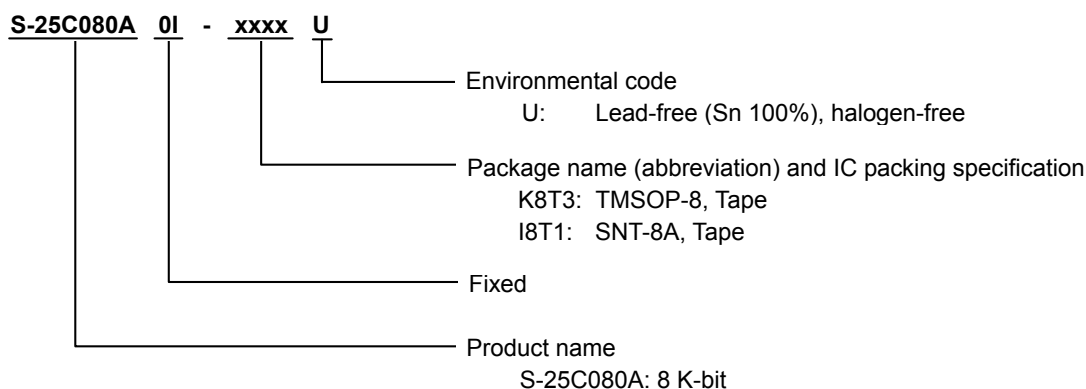 S-25C080A 0I - xxxx U
Environmental code
U: Lead-free (Sn 100%), halogen-free
Package name (abbreviation) and IC packing specification
K8T3: TMSOP-8, Tape
I8T1: SNT-8A, Tape
Fixed
Product name
S-25C080A: 8 K-bit